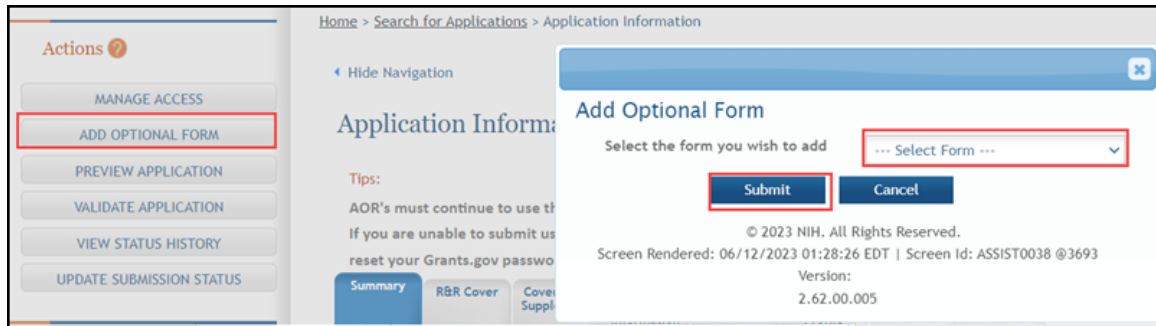 Home > Search for Applications > Application Information
Actions ?
Hide Navigation
MANAGE ACCESS
ADD OPTIONAL FORM
PREVIEW APPLICATION
VALIDATE APPLICATION
VIEW STATUS HISTORY
UPDATE SUBMISSION STATUS
Application Informa
Tips:
AOR's must continue to use th
If you are unable to submit us
reset your Grants.gov passwo
Summary
R&R Cover
Cove
Suppl
Add Optional Form
Select the form you wish to add
--- Select Form ---
Submit
Cancel
© 2023 NIH. All Rights Reserved.
Screen Rendered: 06/12/2023 01:28:26 EDT | Screen Id: ASSIST0038 @3693
Version:
2.62.00.005